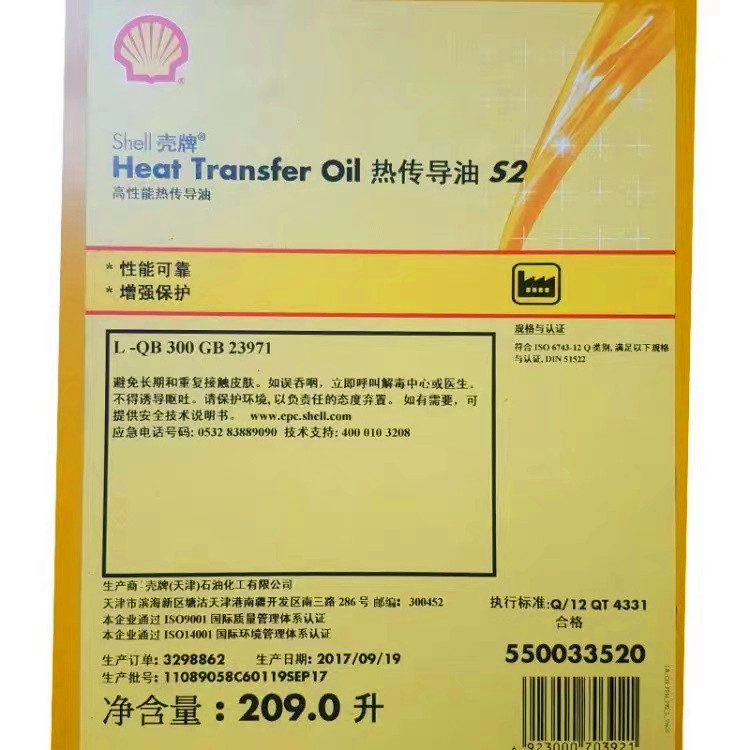 Shell 壳牌®
Heat Transfer Oil 热传导油 S2
高性能热传导油
* 性能可靠
* 增强保护
规格与认证
符合 ISO 6743-12 Q 类别, 满足以下规格
与认证, DIN 51522
L -QB 300 GB 23971
避免长期和重复接触皮肤。如误吞咽，立即呼叫解毒中心或医生。
不得诱导呕吐。请保护环境, 以负责任的态度弃置。 如有需要，可
提供安全技术说明书。 www.epc.shell.com
应急电话号码: 0532 83889090 技术支持: 400 010 3208
生产商: 壳牌(天津)石油化工有限公司
天津市滨海新区塘沽天津港南疆开发区南三路 286 号 邮编: 300452
本企业通过 ISO9001 国际质量管理体系认证
本企业通过 ISO14001 国际环境管理体系认证
执行标准: Q/12 QT 4331
合格
生产订单: 3298862 生产日期: 2017/09/19
生产批号: 11089058C60119SEP17
550033520
净含量: 209.0 升
6 923000 703921